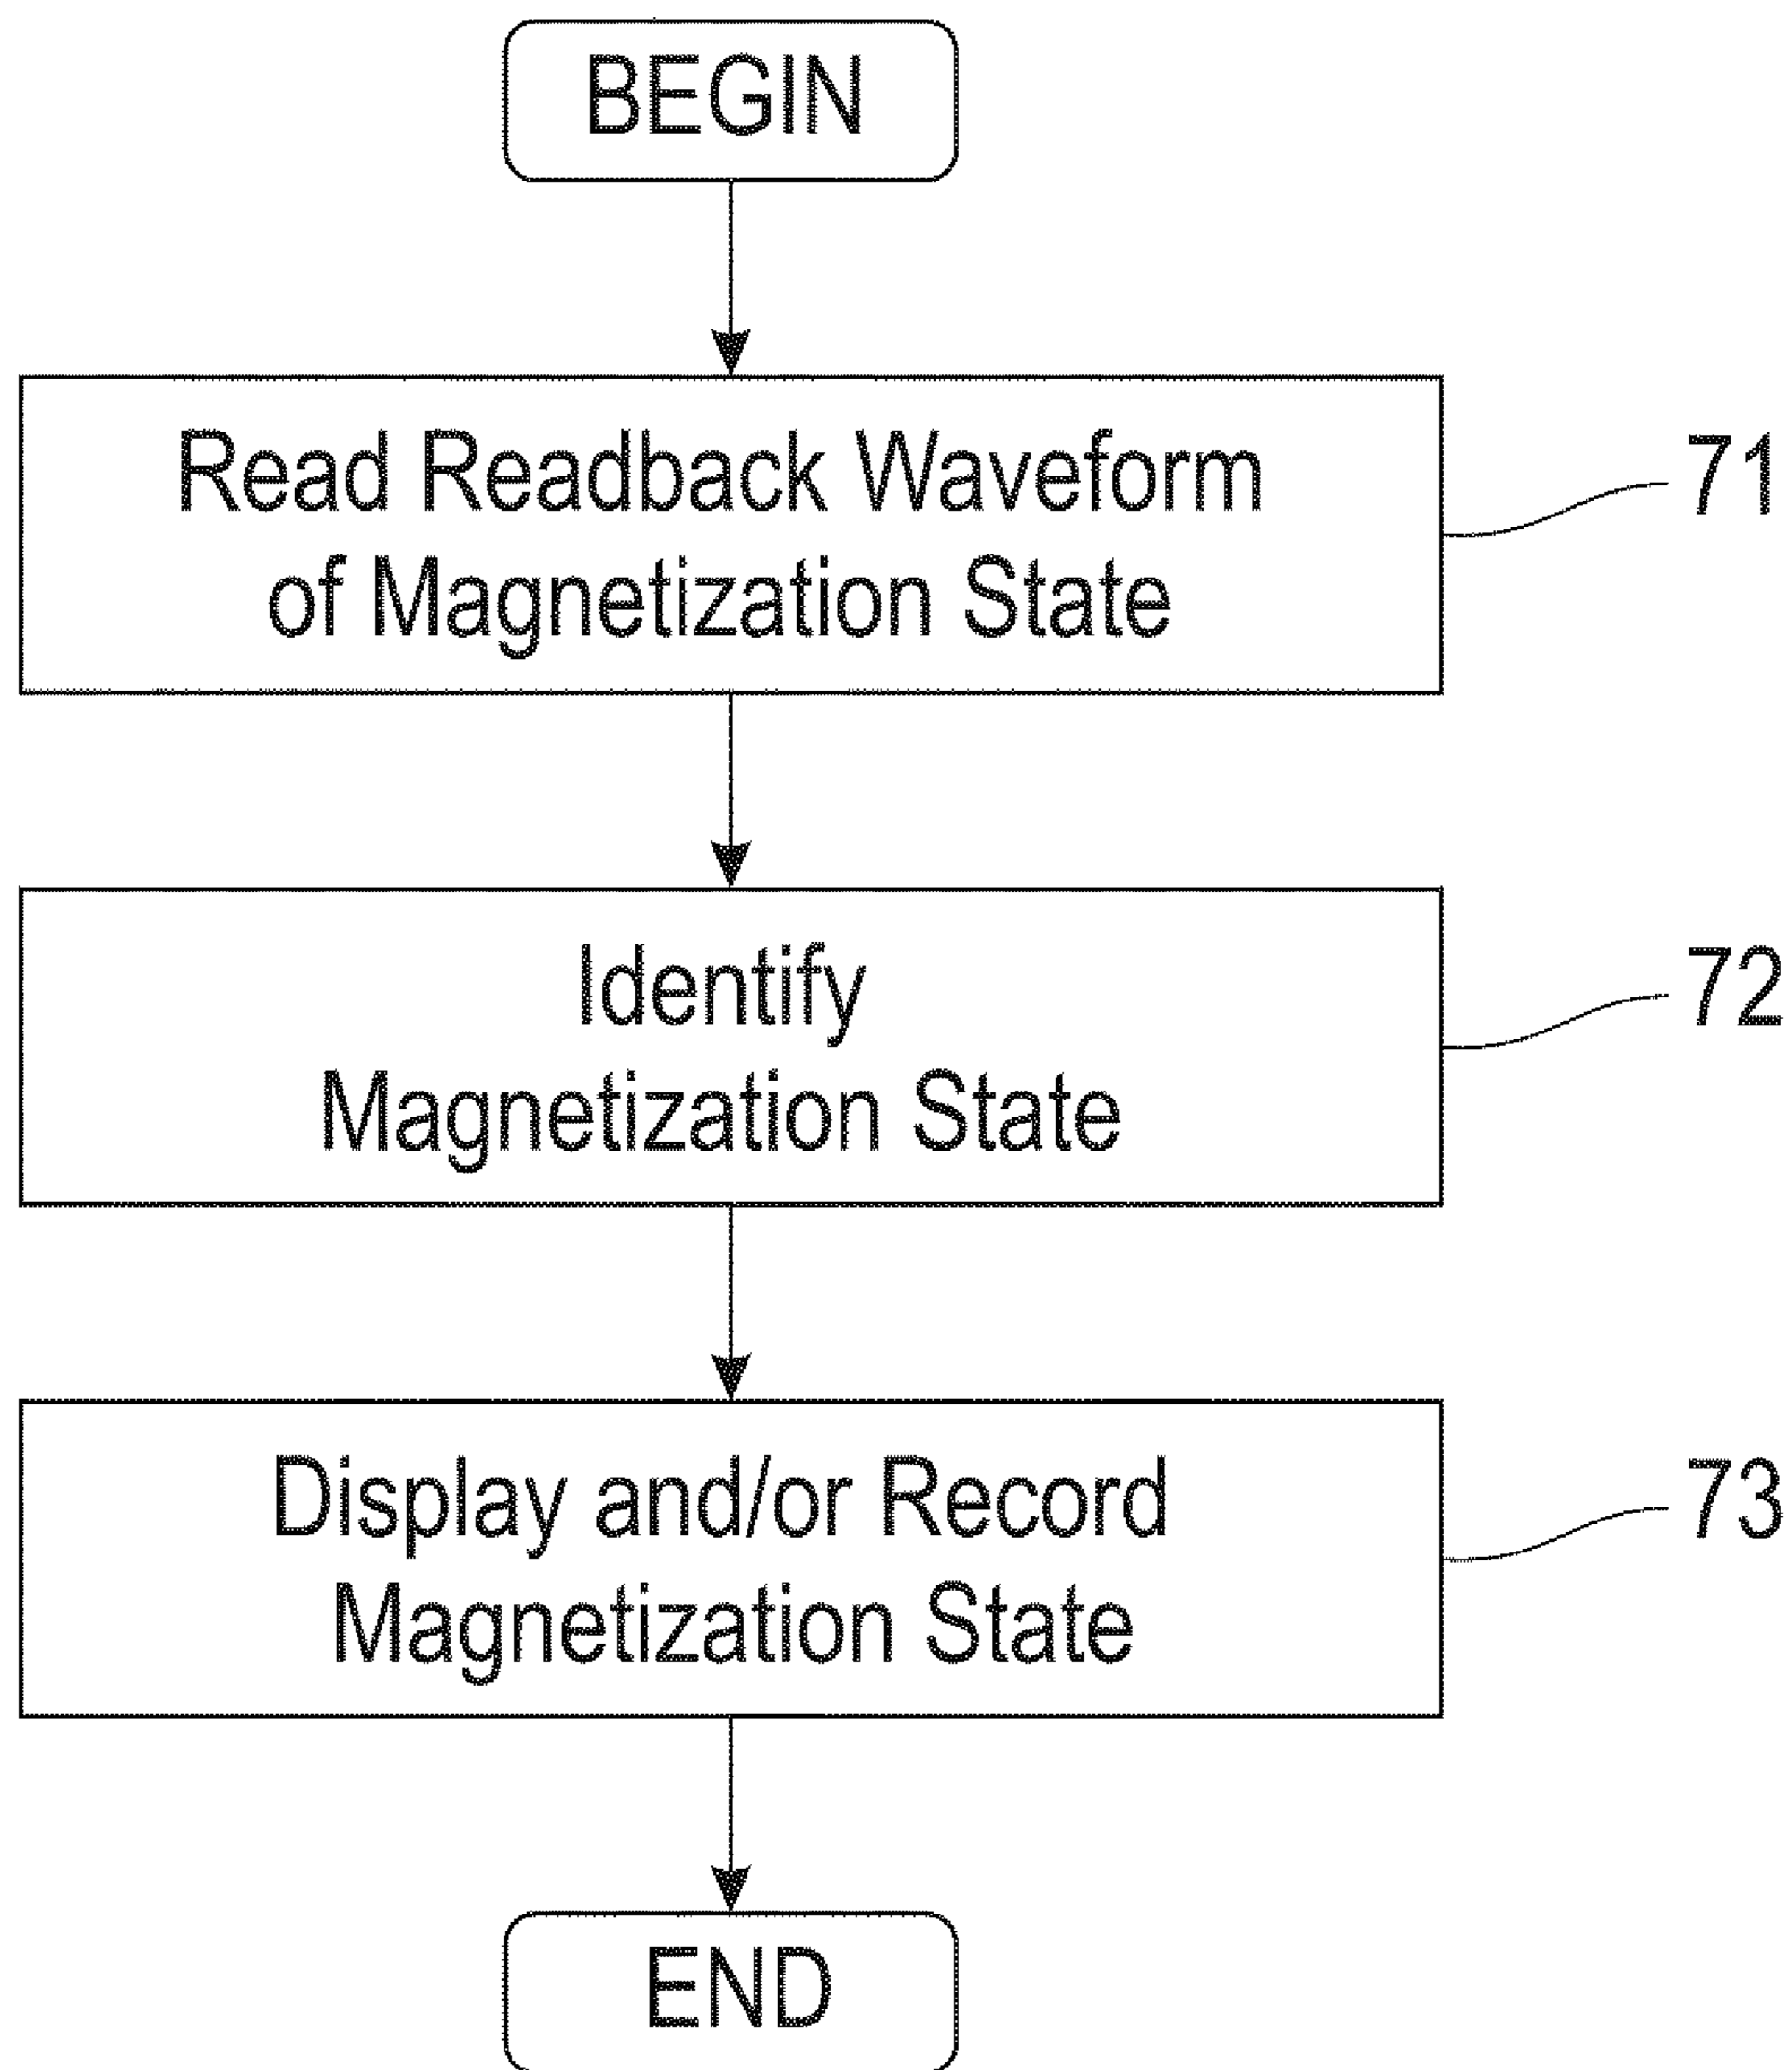 BEGIN
Read Readback Waveform
of Magnetization State
71
Identify
Magnetization State
72
Display and/or Record
Magnetization State
73
END